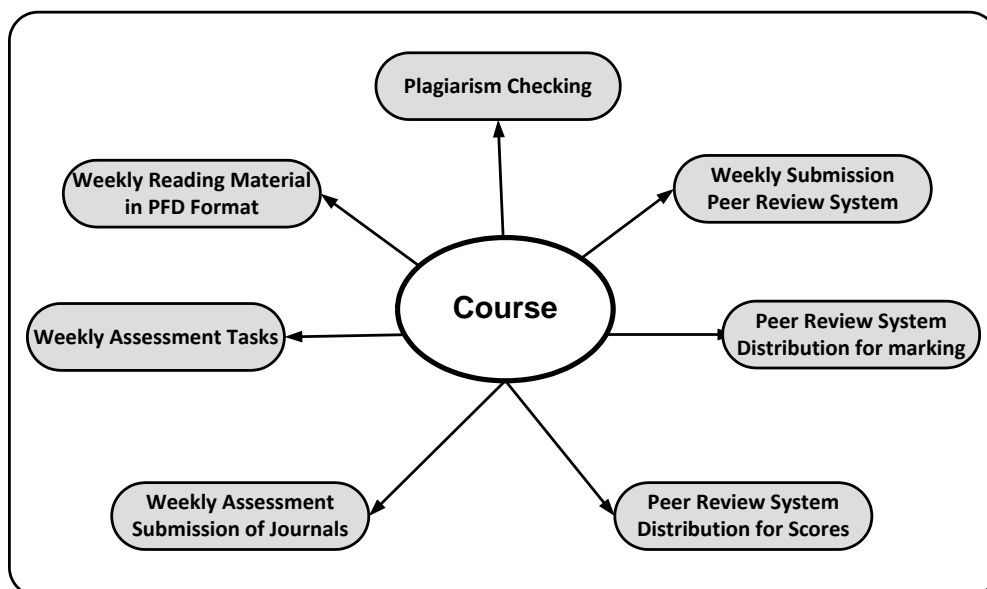 Plagiarism Checking
Weekly Reading Material
in PFD Format
Weekly Submission
Peer Review System
Course
Weekly Assessment Tasks
Peer Review System
Distribution for marking
Weekly Assessment
Submission of Journals
Peer Review System
Distribution for Scores